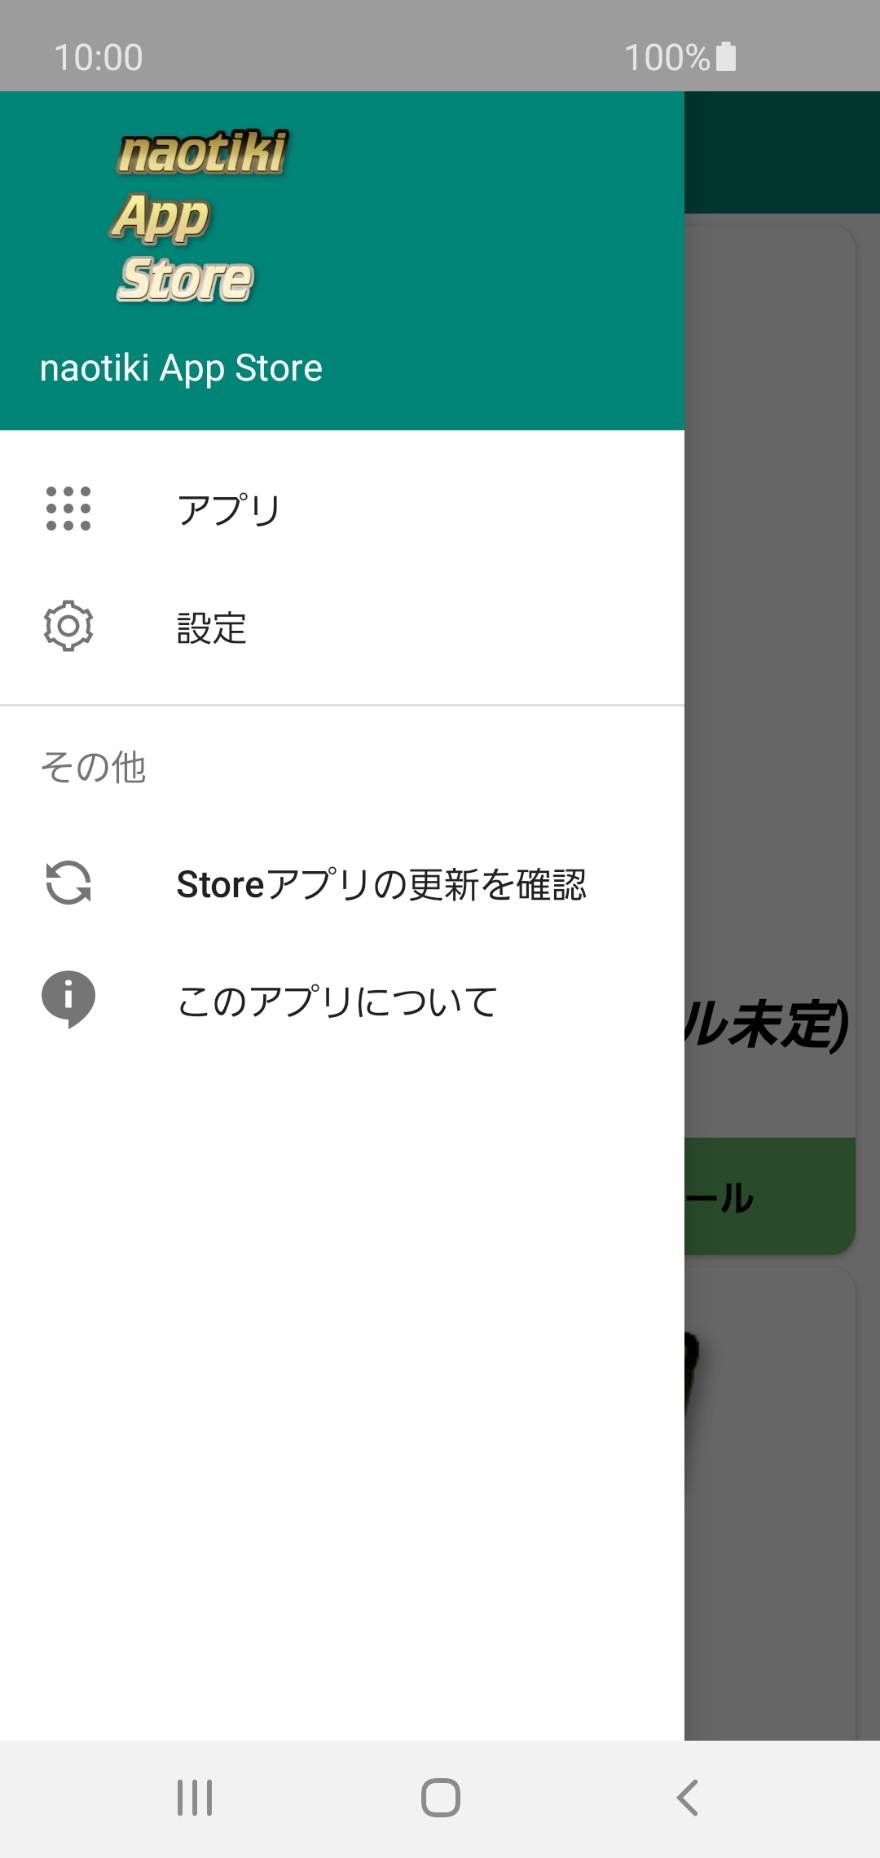 10:00 100%
naotiki
App
Store
naotiki App Store
アプリ
設定
その他
Storeアプリの更新を確認
このアプリについて
ル未定)
ール